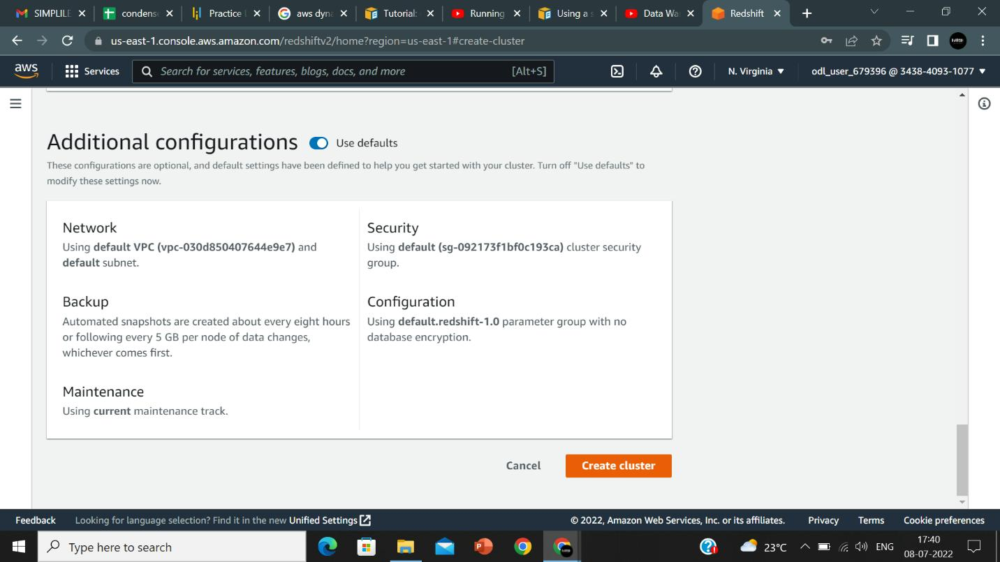 SIMPLILE
condense
Practice L
aws dyna
Tutorial:
Running
Using a s
Data War
Redshift
us-east-1.console.aws.amazon.com/redshiftv2/home?region=us-east-1#create-cluster
aws
Services
Search for services, features, blogs, docs, and more
[Alt+S]
N. Virginia
odl_user_679396 @ 3438-4093-1077
Additional configurations
Use defaults
These configurations are optional, and default settings have been defined to help you get started with your cluster. Turn off "Use defaults" to
modify these settings now.
Network
Using default VPC (vpc-030d850407644e9e7) and
default subnet.
Security
Using default (sg-092173f1bf0c193ca) cluster security
group.
Backup
Automated snapshots are created about every eight hours
or following every 5 GB per node of data changes,
whichever comes first.
Configuration
Using default.redshift-1.0 parameter group with no
database encryption.
Maintenance
Using current maintenance track.
Cancel
Create cluster
Feedback
Looking for language selection? Find it in the new Unified Settings
© 2022, Amazon Web Services, Inc. or its affiliates.
Privacy
Terms
Cookie preferences
Type here to search
23°C
ENG
17:40
08-07-2022